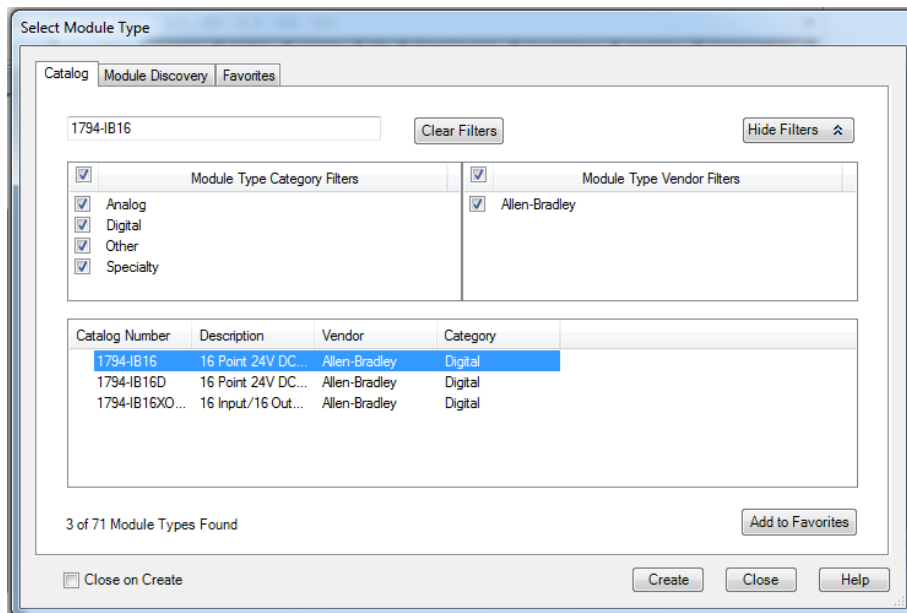 Select Module Type
Catalog Module Discovery Favorites
1794-IB16 Clear Filters Hide Filters
Module Type Category Filters Module Type Vendor Filters
Analog Allen-Bradley
Digital
Other
Specialty
Catalog Number Description Vendor Category
1794-IB16 16 Point 24V DC... Allen-Bradley Digital
1794-IB16D 16 Point 24V DC... Allen-Bradley Digital
1794-IB16XO... 16 Input/16 Out... Allen-Bradley Digital
3 of 71 Module Types Found Add to Favorites
Close on Create Create Close Help